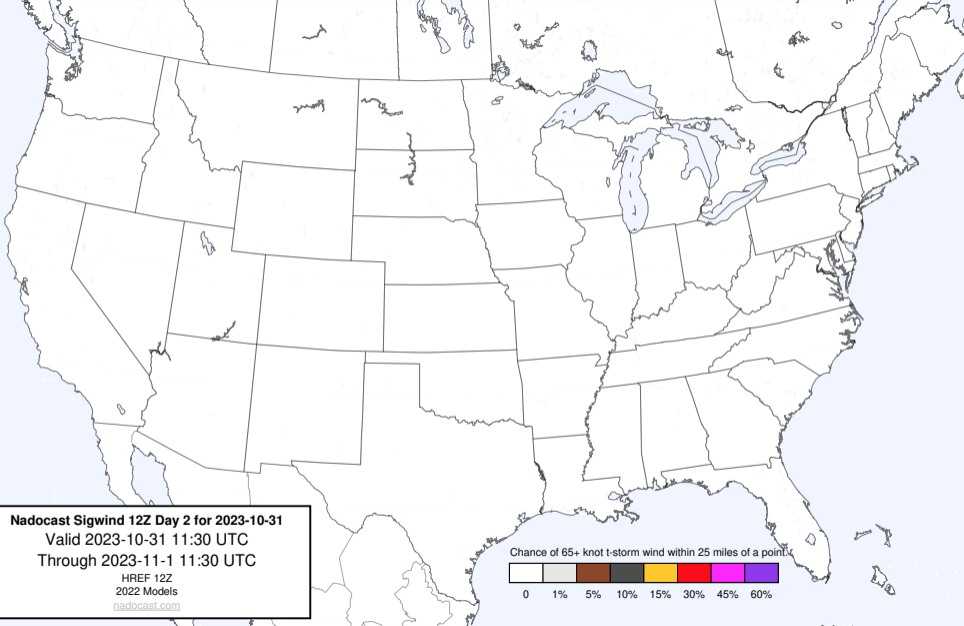 Nadocast Sigwind 12Z Day 2 for 2023-10-31
Valid 2023-10-31 11:30 UTC
Through 2023-11-1 11:30 UTC
HREF 12Z
2022 Models
nadocast.com
Chance of 65+ knot t-storm wind within 25 miles of a point.
0 1% 5% 10% 15% 30% 45% 60%